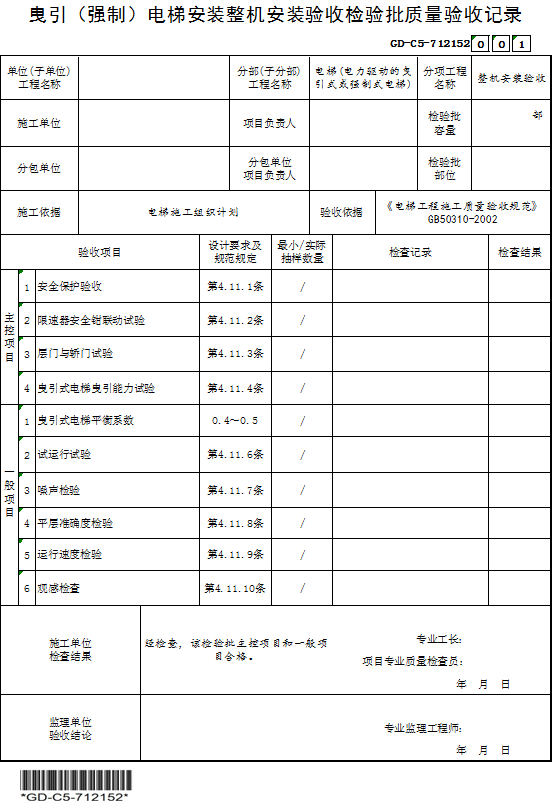 曳引（强制）电梯安装整机安装验收检验批质量验收记录
GD-C5-712152 0 0 1
单位(子单位)
工程名称
分部(子分部)
工程名称
电梯(电力驱动的曳
引式或强制式电梯)
分项工程
名称
整机安装验收
施工单位
项目负责人
检验批
容量
部
分包单位
分包单位
项目负责人
检验批
部位
施工依据
电梯施工组织计划
验收依据
《电梯工程施工质量验收规范》
GB50310-2002
验收项目
设计要求及
规范规定
最小/实际
抽样数量
检查记录
检查结果
主控项目
1 安全保护验收 第4.11.1条 /
2 限速器安全钳联动试验 第4.11.2条 /
3 层门与轿门试验 第4.11.3条 /
4 曳引式电梯曳引能力试验 第4.11.4条 /
一般项目
1 曳引式电梯平衡系数 0.4～0.5 /
2 试运行试验 第4.11.6条 /
3 噪声检验 第4.11.7条 /
4 平层准确度检验 第4.11.8条 /
5 运行速度检验 第4.11.9条 /
6 观感检查 第4.11.10条 /
施工单位
检查结果
经检查，该检验批主控项目和一般项
目合格。
专业工长：
项目专业质量检查员：
年 月 日
监理单位
验收结论
专业监理工程师：
年 月 日
*GD-C5-712152*